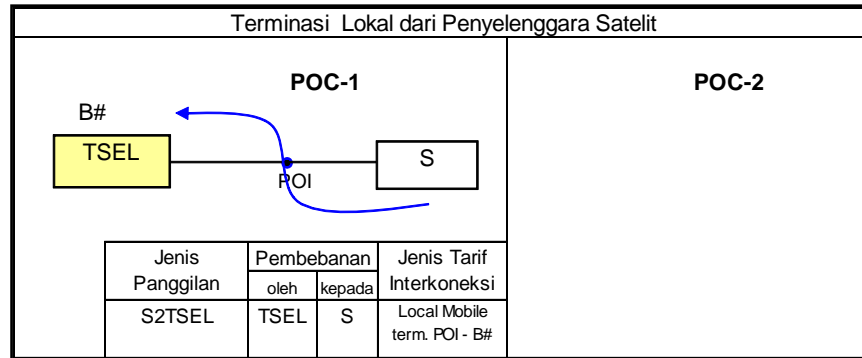 Terminasi Lokal dari Penyelenggara Satelit
POC-1
POC-2
B#
TSEL
S
POI
Jenis Panggilan
Pembebanan
Jenis Tarif Interkoneksi
oleh
kepada
S2TSEL
TSEL
S
Local Mobile
term. POI - B#